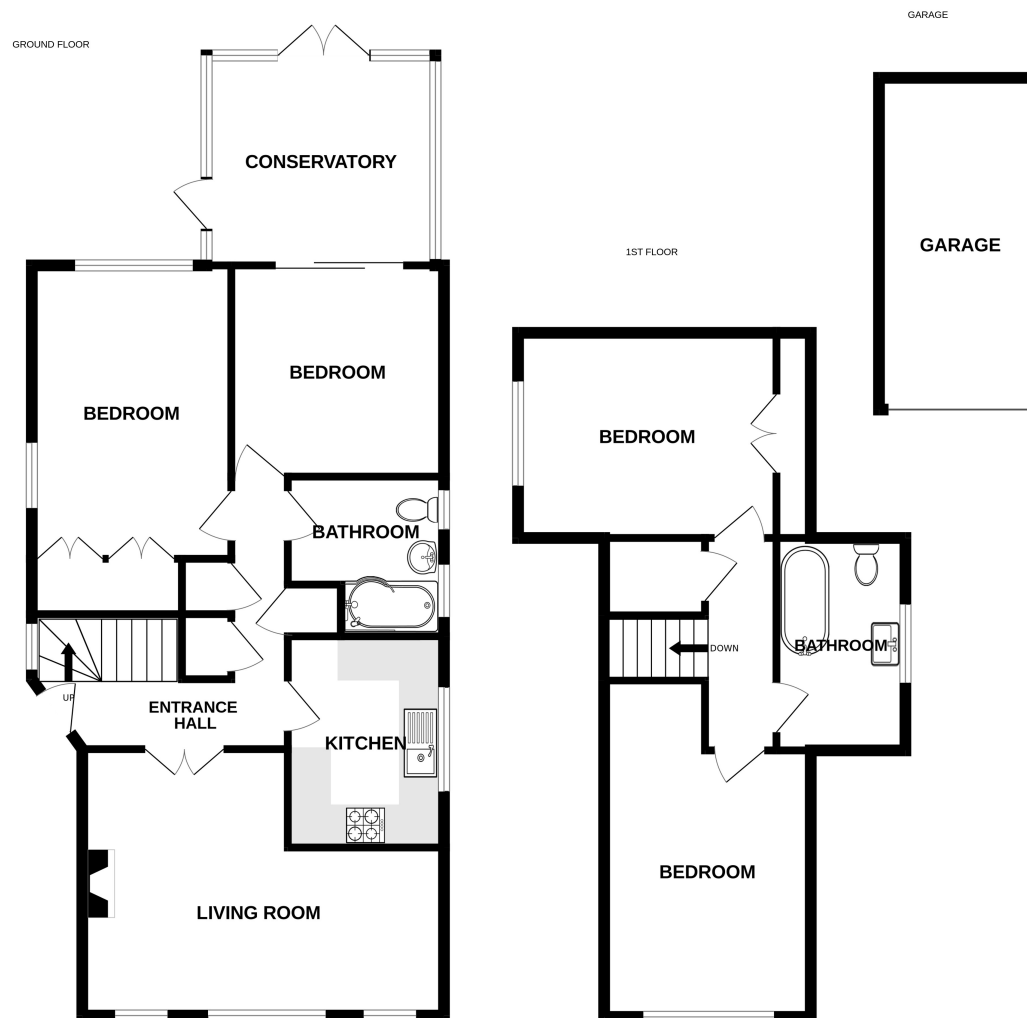 GROUND FLOOR
CONSERVATORY
BEDROOM
BEDROOM
BATHROOM
UP
ENTRANCE
HALL
KITCHEN
LIVING ROOM
1ST FLOOR
BEDROOM
DOWN
BATHROOM
BEDROOM
GARAGE
GARAGE